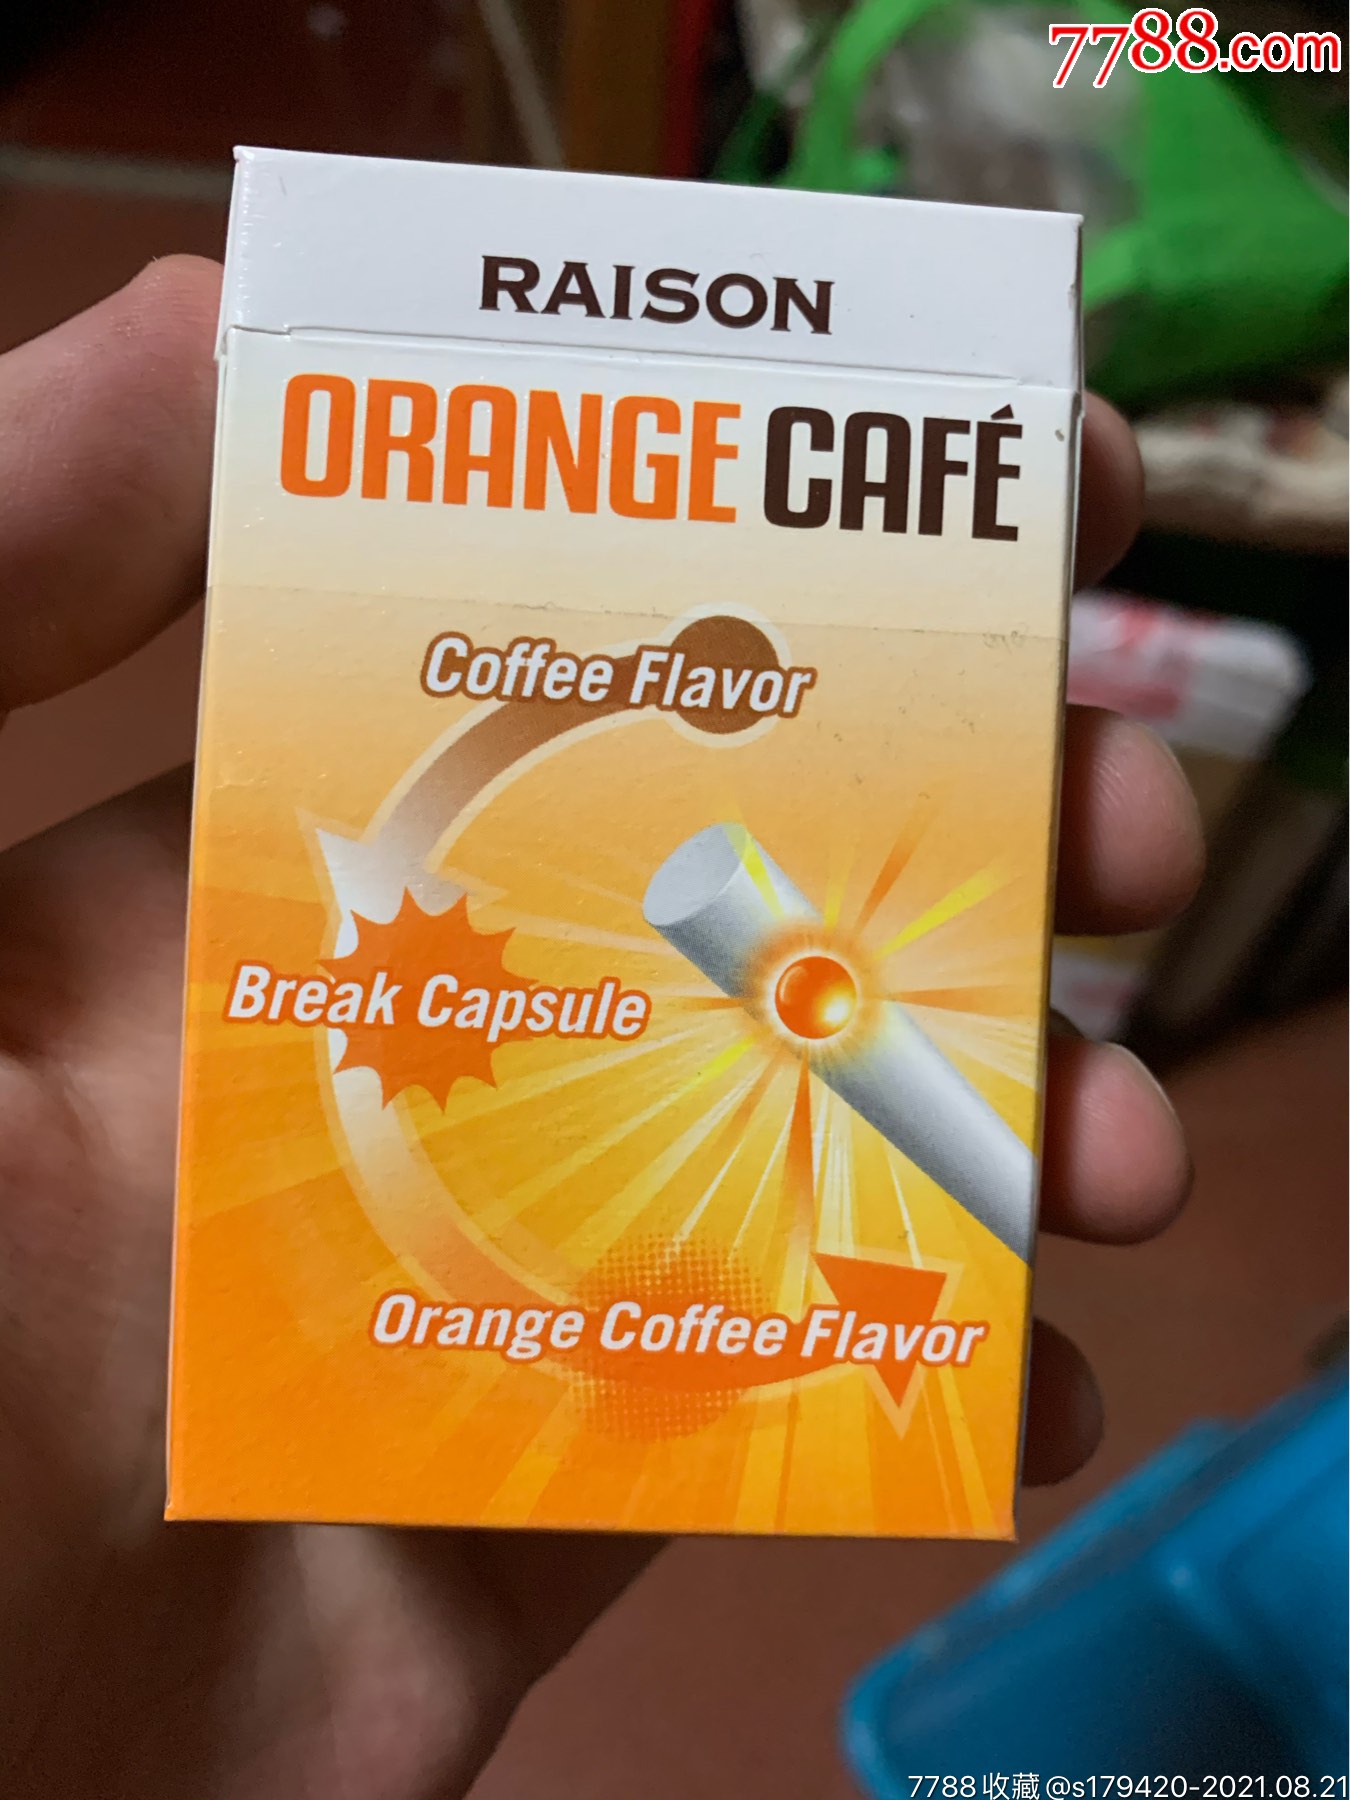 7788.com
RAISON
ORANGE CAFÉ
Coffee Flavor
Break Capsule
Orange Coffee Flavor
7788收藏@s179420-2021.08.21